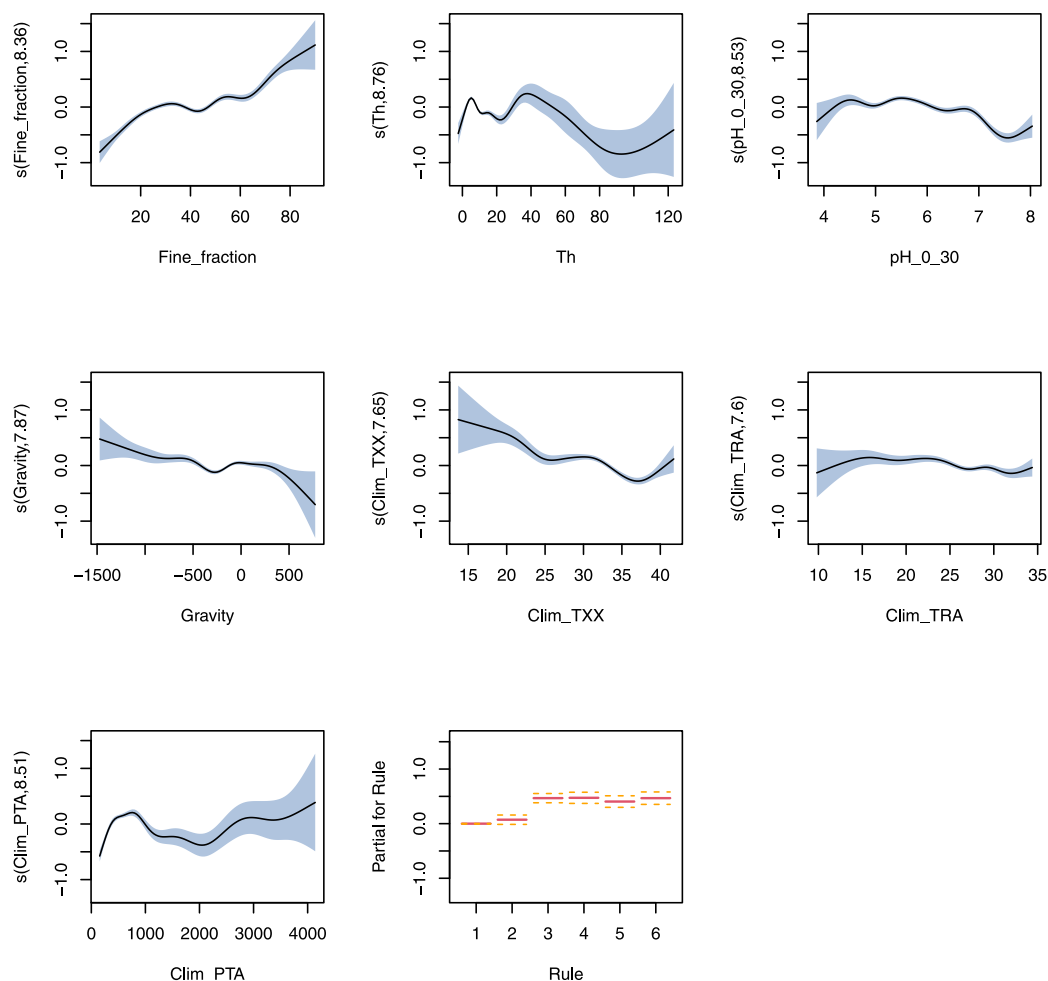 s(Fine_fraction,8.36)
−1.0 0.0 1.0
20 40 60 80
Fine_fraction
s(Th,8.76)
−1.0 0.0 1.0
0 20 40 60 80 120
Th
s(pH_0_30,8.53)
−1.0 0.0 1.0
4 5 6 7 8
pH_0_30
s(Gravity,7.87)
−1.0 0.0 1.0
−1500 −500 0 500
Gravity
s(Clim_TXX,7.65)
−1.0 0.0 1.0
15 20 25 30 35 40
Clim_TXX
s(Clim_TRA,7.6)
−1.0 0.0 1.0
10 15 20 25 30 35
Clim_TRA
s(Clim_PTA,8.51)
−1.0 0.0 1.0
0 1000 2000 3000 4000
Clim_PTA
Partial for Rule
−1.0 0.0 1.0
1 2 3 4 5 6
Rule